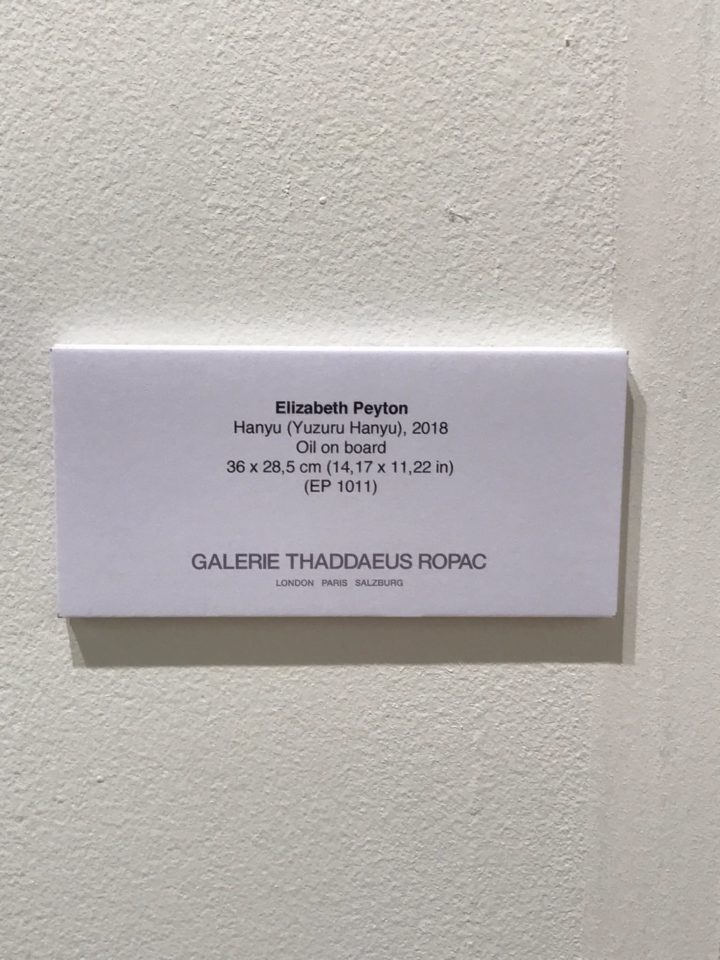 Elizabeth Peyton
Hanyu (Yuzuru Hanyu), 2018
Oil on board
36 x 28,5 cm (14,17 x 11,22 in)
(EP 1011)
GALERIE THADDAEUS ROPAC
LONDON PARIS SALZBURG